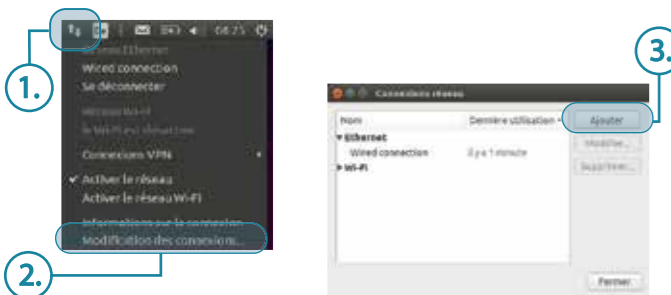 1.
04:25
Réseau Ethernet
Wired connection
Se déconnecter
Réseau Wi-Fi
le Wi-Fi est désactivé
Connexions VPN
Activer le réseau
Activer le réseau Wi-Fi
Informations sur la connexion
Modification des connexions...
2.
3.
Connexions réseau
Nom Dernière utilisation Ajouter
Ethernet Modifier...
Wired connection il y a 1 minute Supprimer...
Wi-Fi
Fermer